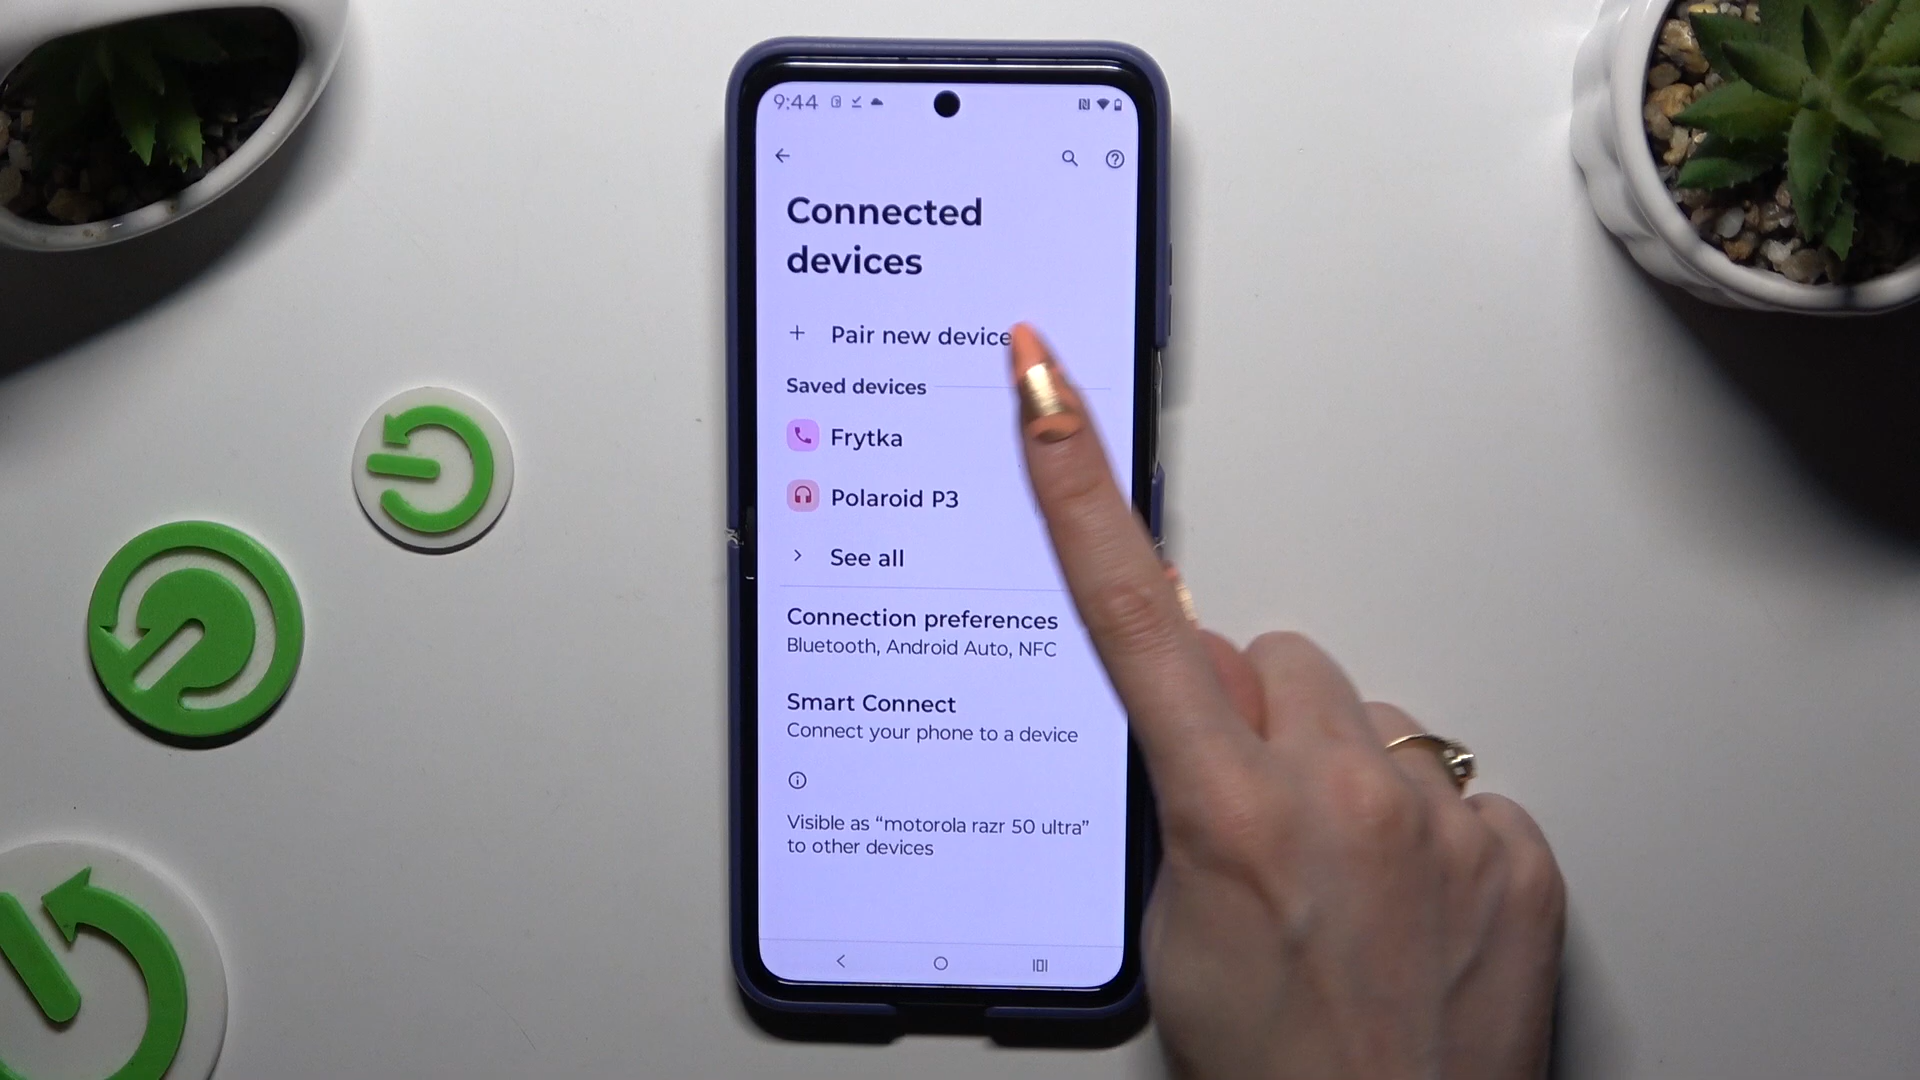 9:44
Connected
devices
+ Pair new device
Saved devices
Frytka
Polaroid P3
See all
Connection preferences
Bluetooth, Android Auto, NFC
Smart Connect
Connect your phone to a device
Visible as “motorola razr 50 ultra”
to other devices